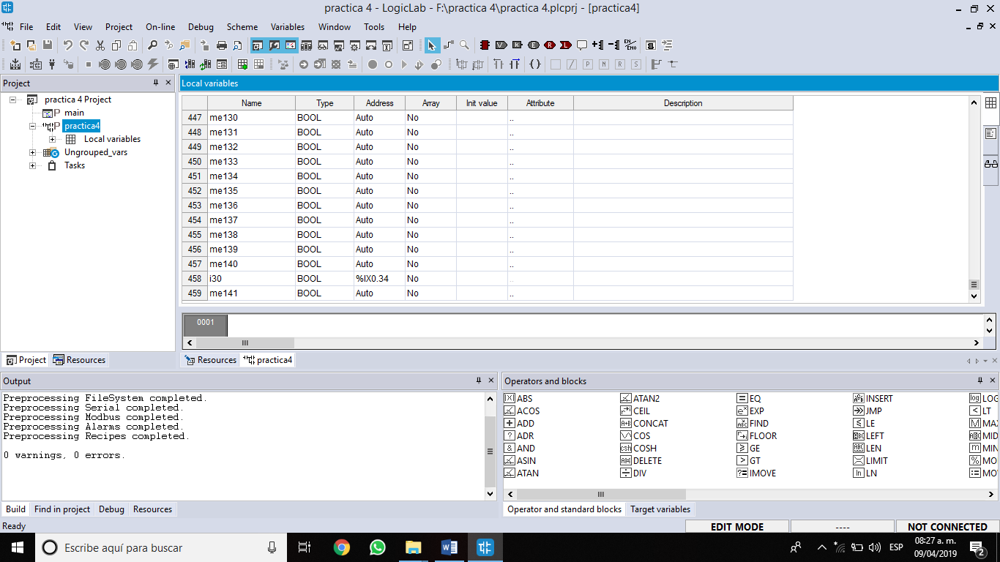 practica 4 - LogicLab - F:\practica 4\practica 4.plcprj - [practica4]
File Edit View Project On-line Debug Scheme Variables Window Tools Help
Project
practica 4 Project
main
practica4
Local variables
Ungrouped_vars
Tasks
Project Resources
Local variables
Name Type Address Array Init value Attribute Description
447 me130 BOOL Auto No ..
448 me131 BOOL Auto No ..
449 me132 BOOL Auto No ..
450 me133 BOOL Auto No ..
451 me134 BOOL Auto No ..
452 me135 BOOL Auto No ..
453 me136 BOOL Auto No ..
454 me137 BOOL Auto No ..
455 me138 BOOL Auto No ..
456 me139 BOOL Auto No ..
457 me140 BOOL Auto No ..
458 i30 BOOL %IX0.34 No ..
459 me141 BOOL Auto No ..
0001
Resources practica4
Output
Preprocessing FileSystem completed.
Preprocessing Serial completed.
Preprocessing Modbus completed.
Preprocessing Alarms completed.
Preprocessing Recipes completed.
0 warnings, 0 errors.
Build Find in project Debug Resources
Operators and blocks
ABS ATAN2 EQ INSERT LOG
ACOS CEIL EXP JMP LT
ADD CONCAT FIND LE MA
ADR COS FLOOR LEFT MID
AND COSH GE LEN MIN
ASIN DELETE GT LIMIT MO
ATAN DIV IMOVE LN MO
Operator and standard blocks Target variables
Ready
EDIT MODE ---- NOT CONNECTED
Escribe aquí para buscar
ESP
08:27 a. m.
09/04/2019
2